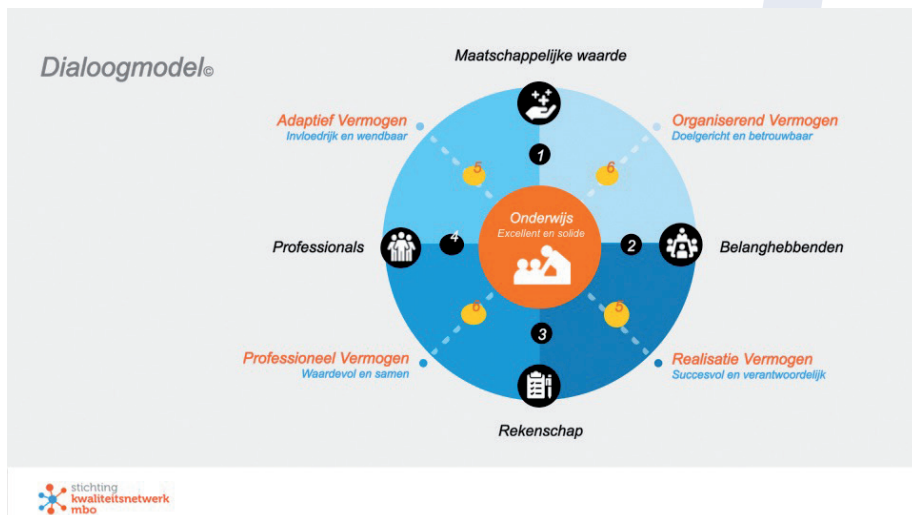 Dialoogmodel©
Maatschappelijke waarde
Adaptief Vermogen
Invloedrijk en wendbaar
Organiserend Vermogen
Doelgericht en betrouwbaar
1
5
6
Onderwijs
Excellent en solide
Professionals
4
2
Belanghebbenden
6
5
3
Professioneel Vermogen
Waardevol en samen
Realisatie Vermogen
Succesvol en verantwoordelijk
Rekenschap
stichting
kwaliteitsnetwerk
mbo